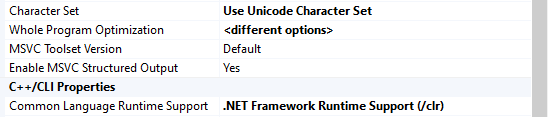 Character Set Use Unicode Character Set
Whole Program Optimization <different options>
MSVC Toolset Version Default
Enable MSVC Structured Output Yes
C++/CLI Properties
Common Language Runtime Support .NET Framework Runtime Support (/clr)